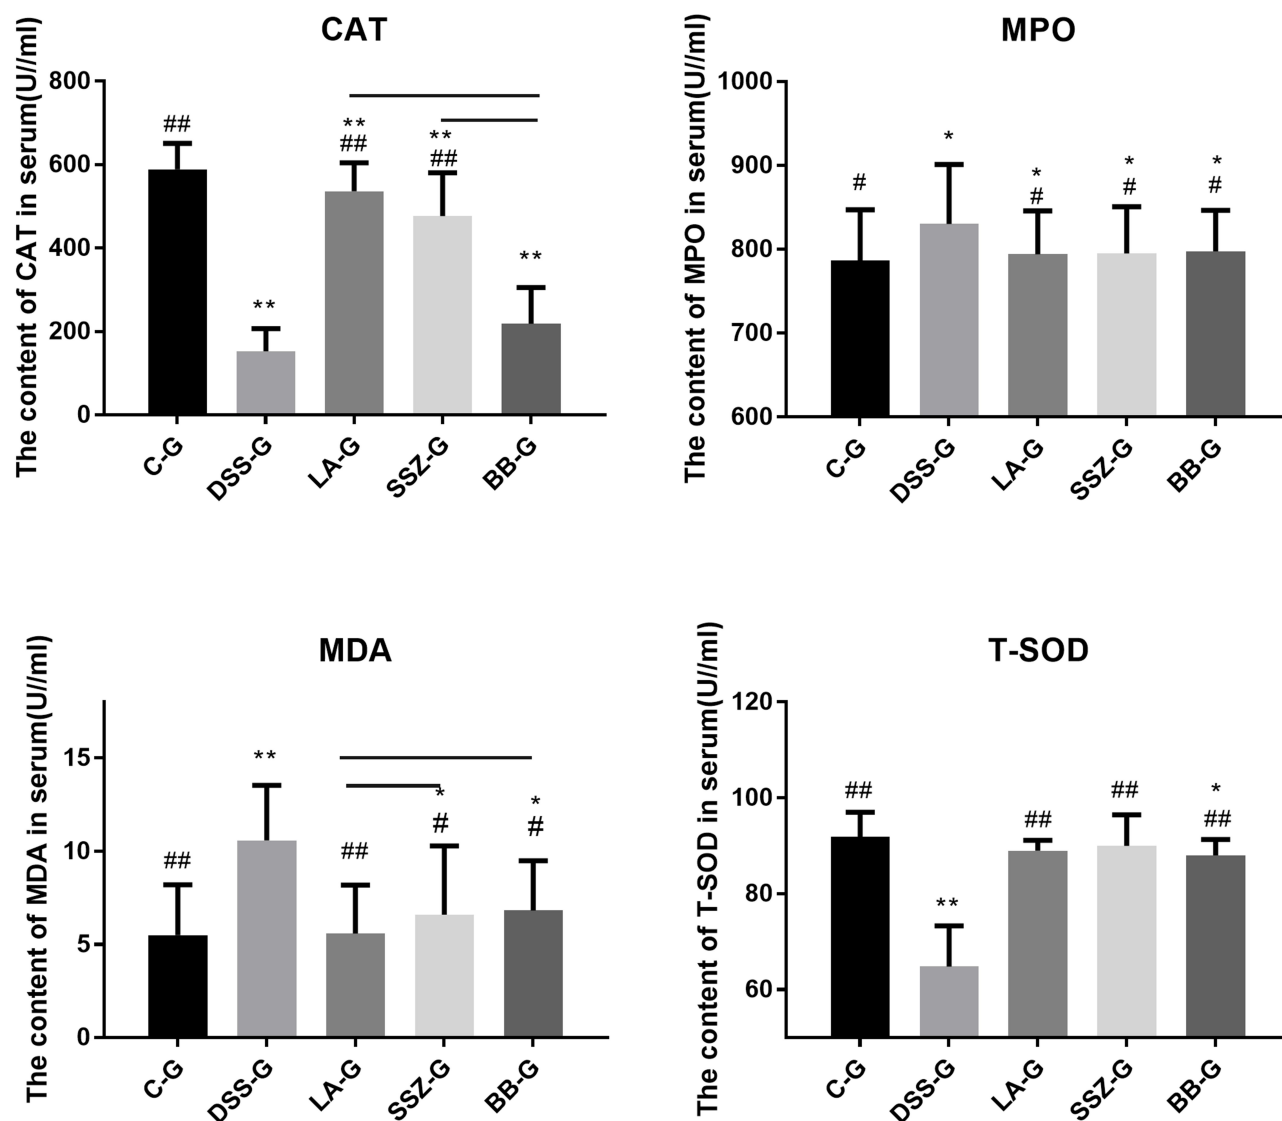 CAT
The content of CAT in serum(U//ml)
800
600
400
200
0
##
**
**
##
**
##
**
C-G
DSS-G
LA-G
SSZ-G
BB-G
MPO
The content of MPO in serum(U//ml)
1000
900
800
700
600
#
*
*
#
*
#
*
#
C-G
DSS-G
LA-G
SSZ-G
BB-G
MDA
The content of MDA in serum(U//ml)
15
10
5
0
##
**
##
*
#
*
#
C-G
DSS-G
LA-G
SSZ-G
BB-G
T-SOD
The content of T-SOD in serum(U//ml)
120
100
80
60
##
**
##
##
*
##
C-G
DSS-G
LA-G
SSZ-G
BB-G